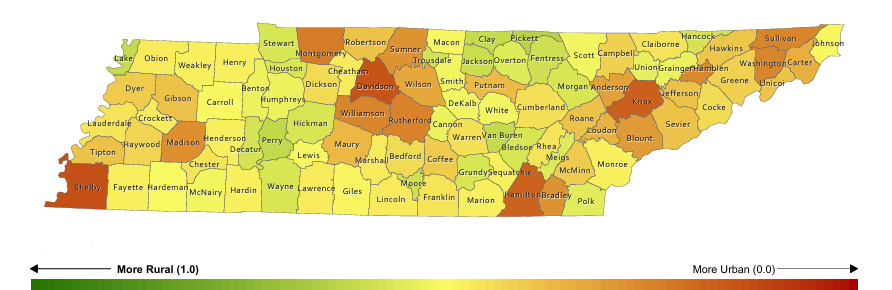 Stewart
Montgomery
Robertson
Sumner
Macon
Clay
Pickett
Scott
Campbell
Claiborne
Hancock
Hawkins
Sullivan
Johnson
Lake
Obion
Weakley
Henry
Houston
Cheatham
Davidson
Trousdale
Jackson
Overton
Fentress
Union
Grainger
Hamblen
Washington
Carter
Unicoi
Greene
Dyer
Gibson
Carroll
Benton
Humphreys
Dickson
Wilson
Smith
Putnam
Morgan
Anderson
Knox
Jefferson
Cocke
Lauderdale
Crockett
Williamson
Rutherford
DeKalb
White
Cumberland
Roane
Loudon
Blount
Sevier
Tipton
Haywood
Madison
Henderson
Decatur
Perry
Hickman
Maury
Cannon
Warren
Van Buren
Bledsoe
Rhea
Meigs
McMinn
Monroe
Chester
Lewis
Marshall
Bedford
Coffee
Grundy
Sequatchie
Shelby
Fayette
Hardeman
McNairy
Hardin
Wayne
Lawrence
Giles
Lincoln
Moore
Franklin
Marion
Hamilton
Bradley
Polk
More Rural (1.0)
More Urban (0.0)